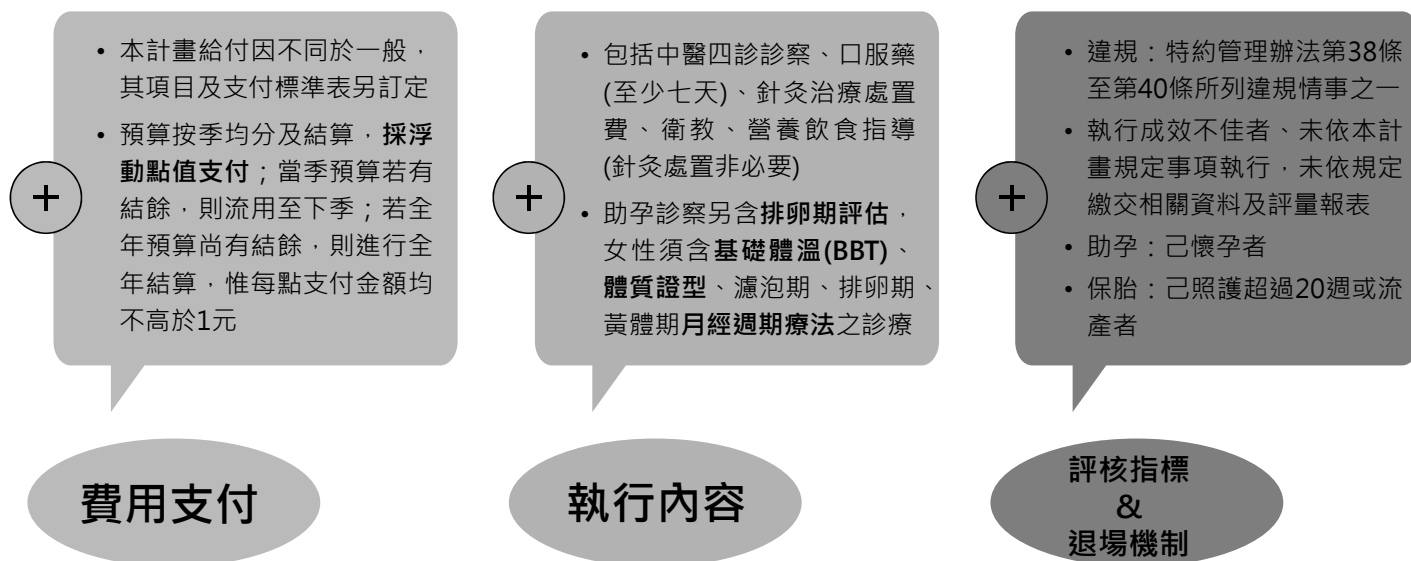 • 本計畫給付因不同於一般，
其項目及支付標準表另訂定
• 預算按季均分及結算，採浮
動點值支付；當季預算若有
結餘，則流用至下季；若全
年預算尚有結餘，則進行全
年結算，惟每點支付金額均
不高於1元
+
費用支付
• 包括中醫四診診察、口服藥
(至少七天)、針灸治療處置
費、衛教、營養飲食指導
(針灸處置非必要)
• 助孕診察另含排卵期評估，
女性須含基礎體溫(BBT)、
體質證型、濾泡期、排卵期、
黃體期月經週期療法之診療
+
執行內容
• 違規：特約管理辦法第38條
至第40條所列違規情事之一
• 執行成效不佳者、未依本計
畫規定事項執行，未依規定
繳交相關資料及評量報表
• 助孕：己懷孕者
• 保胎：己照護超過20週或流
產者
+
評核指標
&
退場機制